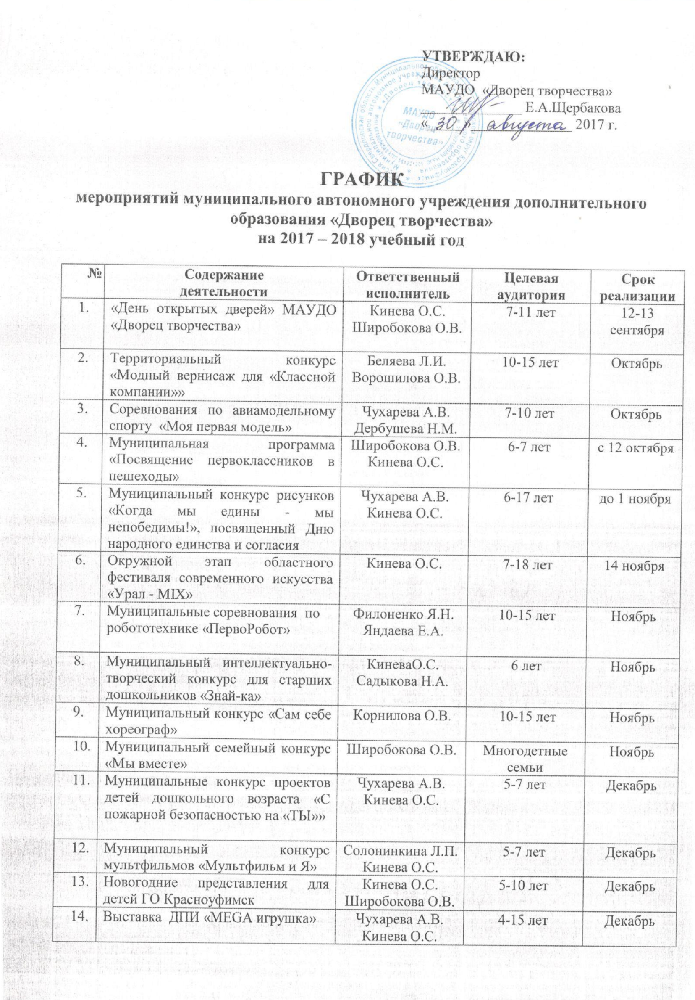 УТВЕРЖДАЮ:
Директор
МАУДО «Дворец творчества»
Е.А.Щербакова
« 30 » августа 2017 г.
МАУДО
«Дворец
творчества»
ГРАФИК
мероприятий муниципального автономного учреждения дополнительного
образования «Дворец творчества»
на 2017 – 2018 учебный год
№
Содержание
деятельности
Ответственный
исполнитель
Целевая
аудитория
Срок
реализации
1.
«День открытых дверей» МАУДО
«Дворец творчества»
Кинева О.С.
Широбокова О.В.
7-11 лет
12-13
сентября
2.
Территориальный конкурс
«Модный вернисаж для «Классной
компании»»
Беляева Л.И.
Ворошилова О.В.
10-15 лет
Октябрь
3.
Соревнования по авиамодельному
спорту «Моя первая модель»
Чухарева А.В.
Дербушева Н.М.
7-10 лет
Октябрь
4.
Муниципальная программа
«Посвящение первоклассников в
пешеходы»
Широбокова О.В.
Кинева О.С.
6-7 лет
с 12 октября
5.
Муниципальный конкурс рисунков
«Когда мы едины - мы
непобедимы!», посвященный Дню
народного единства и согласия
Чухарева А.В.
Кинева О.С.
6-17 лет
до 1 ноября
6.
Окружной этап областного
фестиваля современного искусства
«Урал - MIX»
Кинева О.С.
7-18 лет
14 ноября
7.
Муниципальные соревнования по
робототехнике «ПервоРобот»
Филоненко Я.Н.
Яндаева Е.А.
10-15 лет
Ноябрь
8.
Муниципальный интеллектуально-
творческий конкурс для старших
дошкольников «Знай-ка»
КиневаО.С.
Садыкова Н.А.
6 лет
Ноябрь
9.
Муниципальный конкурс «Сам себе
хореограф»
Корнилова О.В.
10-15 лет
Ноябрь
10.
Муниципальный семейный конкурс
«Мы вместе»
Широбокова О.В.
Многодетные
семьи
Ноябрь
11.
Муниципальные конкурс проектов
детей дошкольного возраста «С
пожарной безопасностью на «ТЫ»»
Чухарева А.В.
Кинева О.С.
5-7 лет
Декабрь
12.
Муниципальный конкурс
мультфильмов «Мультфильм и Я»
Солонинкина Л.П.
Кинева О.С.
5-7 лет
Декабрь
13.
Новогодние представления для
детей ГО Красноуфимск
Кинева О.С.
Широбокова О.В.
5-10 лет
Декабрь
14.
Выставка ДПИ «MEGA игрушка»
Чухарева А.В.
Кинева О.С.
4-15 лет
Декабрь